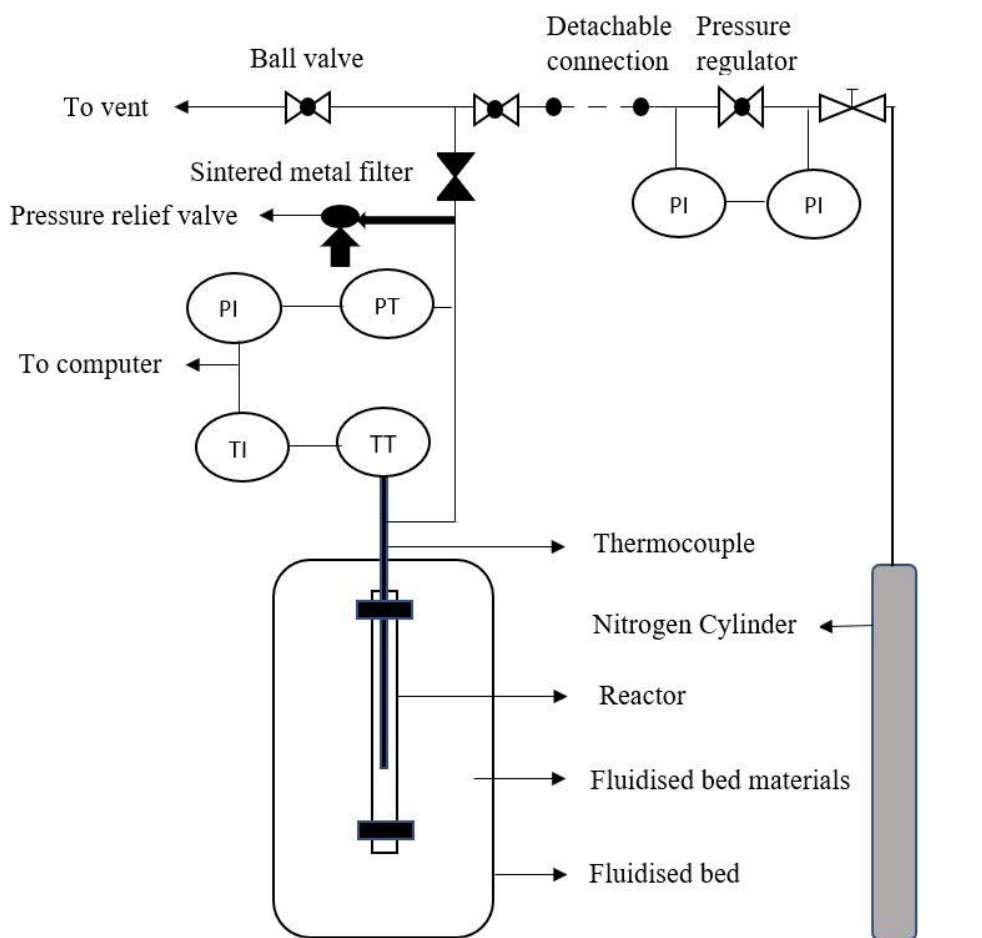 Detachable
connection
Pressure
regulator
Ball valve
To vent
Sintered metal filter
Pressure relief valve
PI
PI
PI
PT
To computer
TI
TT
Thermocouple
Nitrogen Cylinder
Reactor
Fluidised bed materials
Fluidised bed